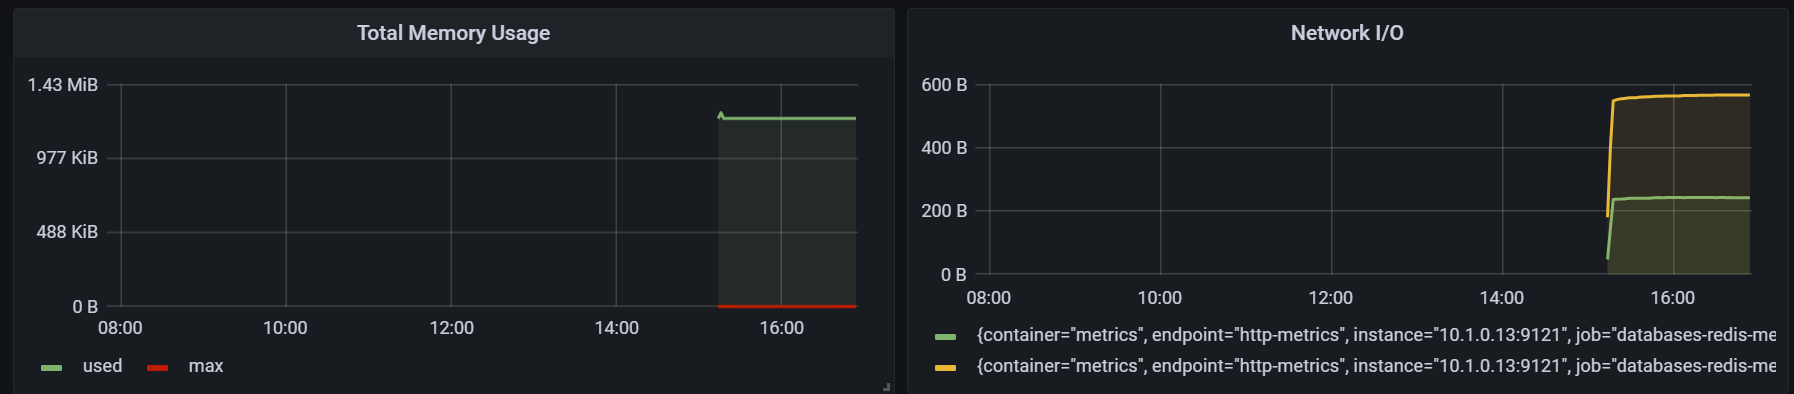 Total Memory Usage
1.43 MiB
977 KiB
488 KiB
0 B
08:00 10:00 12:00 14:00 16:00
used max
Network I/O
600 B
400 B
200 B
0 B
08:00 10:00 12:00 14:00 16:00
{container="metrics", endpoint="http-metrics", instance="10.1.0.13:9121", job="databases-redis-me
{container="metrics", endpoint="http-metrics", instance="10.1.0.13:9121", job="databases-redis-me